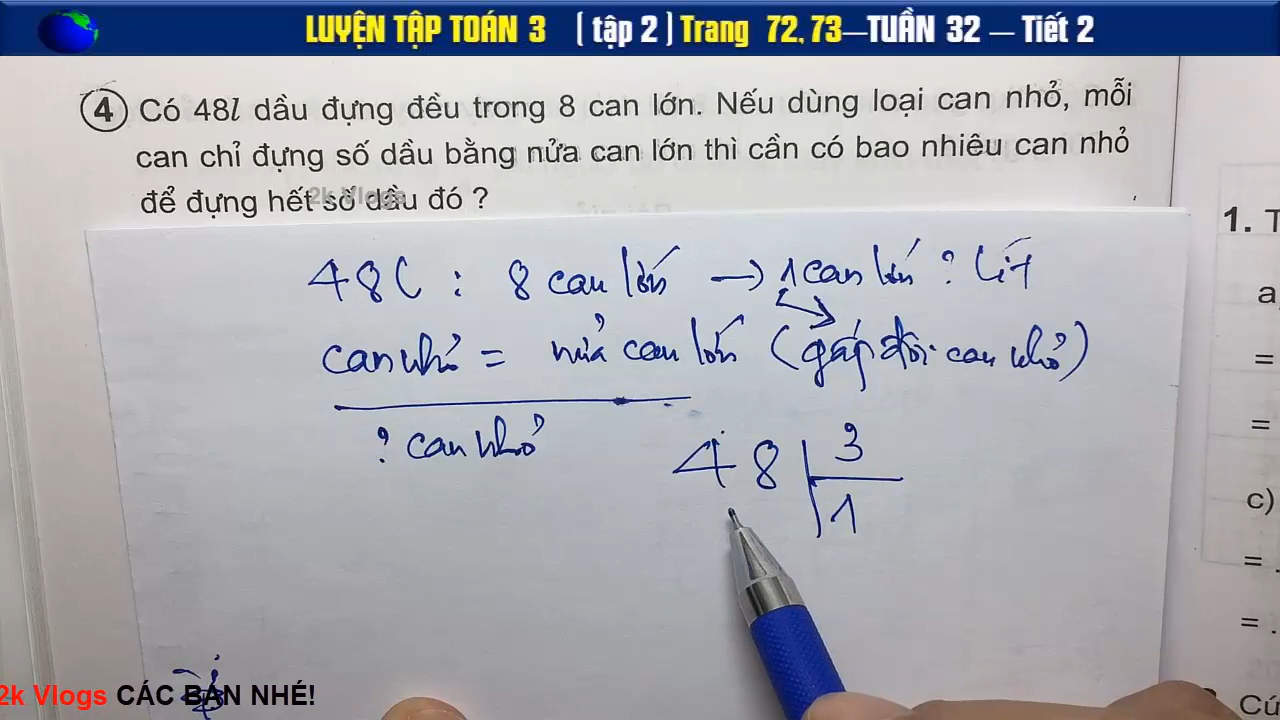 LUYỆN TẬP TOÁN 3 ( tập 2 ) Trang 72, 73–TUẦN 32 – Tiết 2
4 Có 48l dầu đựng đều trong 8 can lớn. Nếu dùng loại can nhỏ, mỗi
can chỉ đựng số dầu bằng nửa can lớn thì cần có bao nhiêu can nhỏ
để đựng hết số dầu đó ?
2k Vlogs
48l : 8 can lớn → 1 can lớn ? lít
can nhỏ = nửa can lớn (gấp đôi can nhỏ)
? can nhỏ
48 3
1
1. T
a
=
=
c)
= .
= .
Cú
2k Vlogs CÁC BẠN NHÉ!